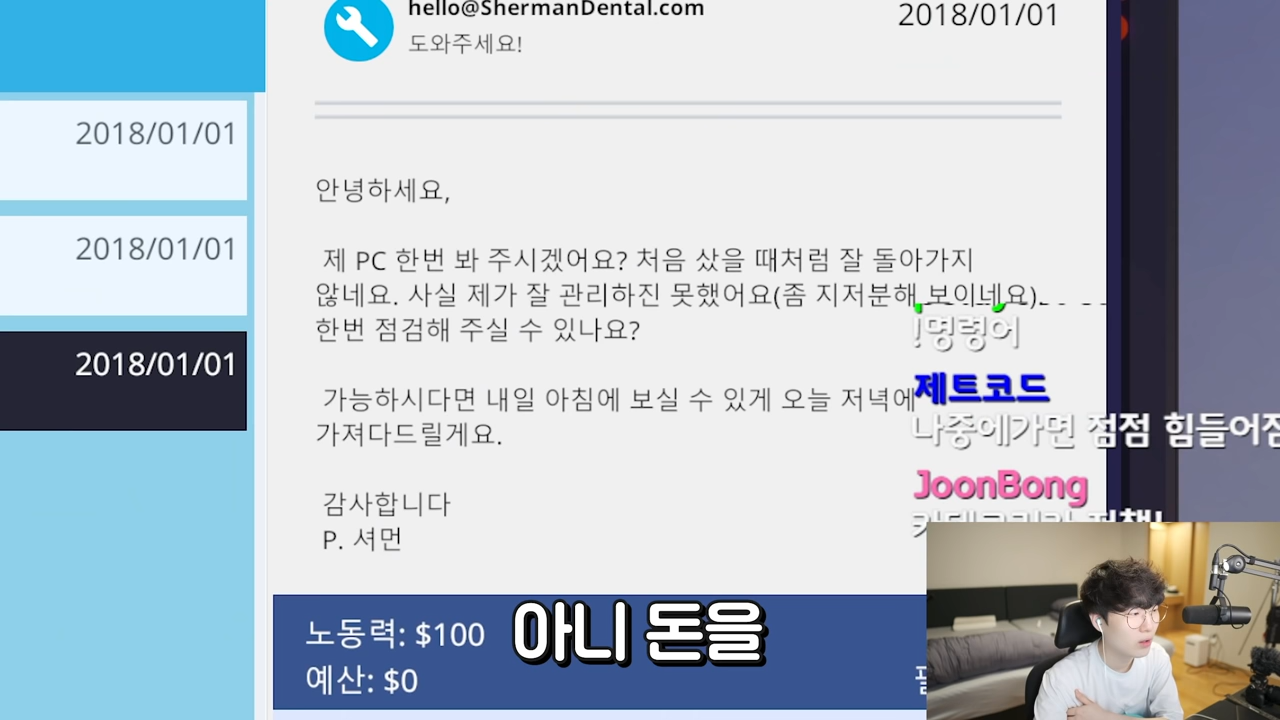 hello@ShermanDental.com
2018/01/01
도와주세요!
2018/01/01
2018/01/01
2018/01/01
안녕하세요,
제 PC 한번 봐 주시겠어요? 처음 샀을 때처럼 잘 돌아가지
않네요. 사실 제가 잘 관리하진 못했어요(좀 지저분해 보이네요).
한번 점검해 주실 수 있나요?
가능하시다면 내일 아침에 보실 수 있게 오늘 저녁에
가져다드릴게요.
감사합니다
P. 셔먼
!명령어
제트코드
나중에가면 점점 힘들어짐
JoonBong
노동력: $100
예산: $0
아니 돈을